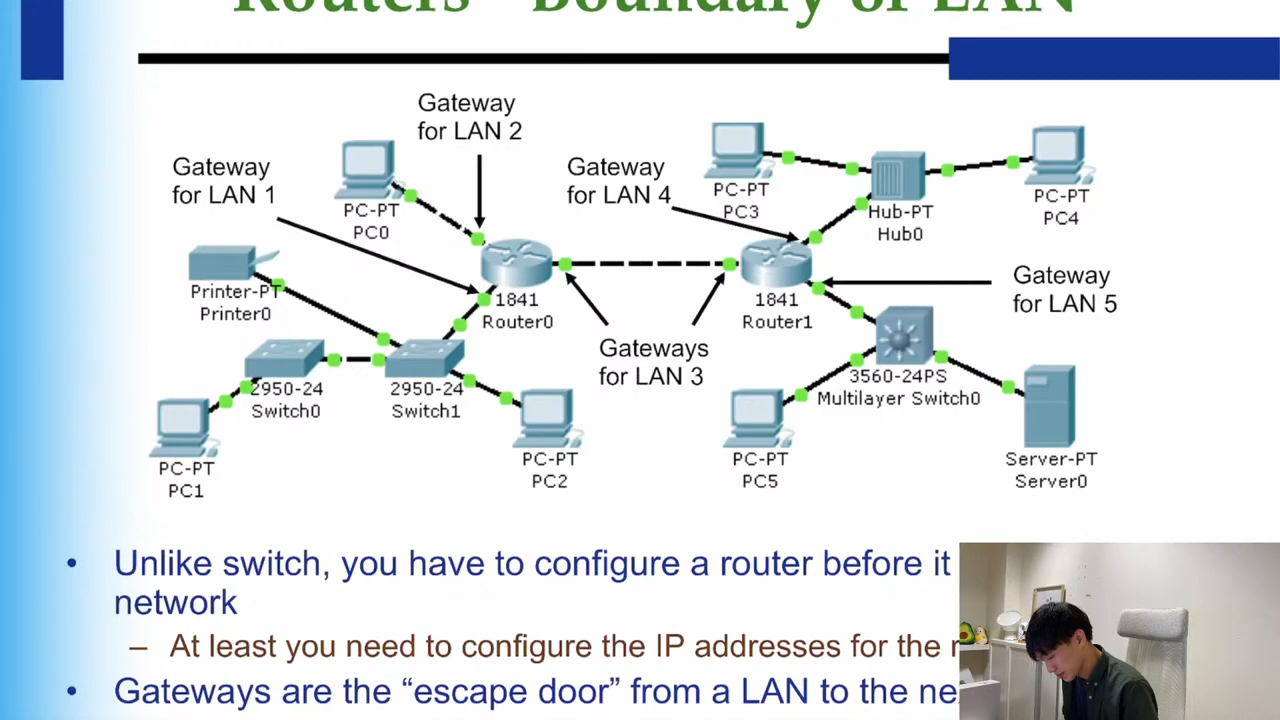 Routers - Boundary of LAN
Gateway
for LAN 2
Gateway
for LAN 1
Gateway
for LAN 4
PC-PT
PC0
PC-PT
PC3
Hub-PT
Hub0
PC-PT
PC4
Printer-PT
Printer0
1841
Router0
1841
Router1
Gateway
for LAN 5
Gateways
for LAN 3
2950-24
Switch0
2950-24
Switch1
3560-24PS
Multilayer Switch0
PC-PT
PC1
PC-PT
PC2
PC-PT
PC5
Server-PT
Server0
• Unlike switch, you have to configure a router before it
network
– At least you need to configure the IP addresses for the
• Gateways are the “escape door” from a LAN to the